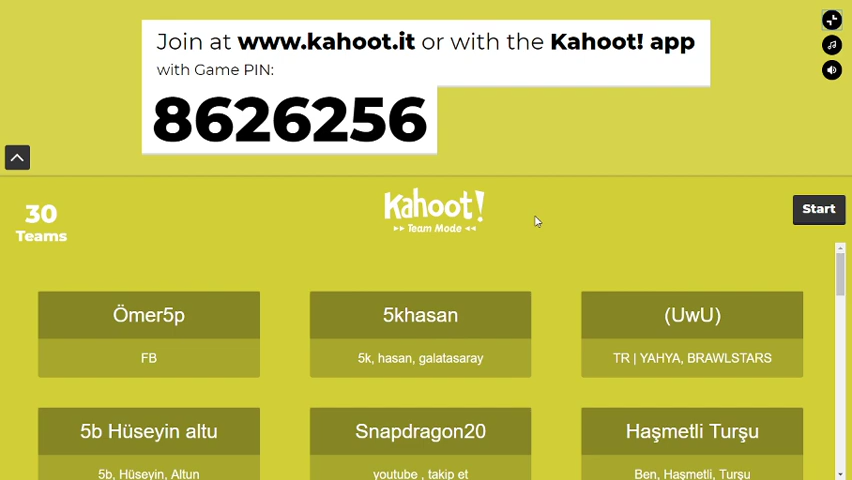 Join at www.kahoot.it or with the Kahoot! app
with Game PIN:
8626256
30
Teams
Kahoot!
Team Mode
Start
Ömer5p
FB
5khasan
5k, hasan, galatasaray
(UwU)
TR | YAHYA, BRAWLSTARS
5b Hüseyin altu
5b, Hüseyin, Altun
Snapdragon20
youtube , takip et
Haşmetli Turşu
Ben, Haşmetli, Turşu